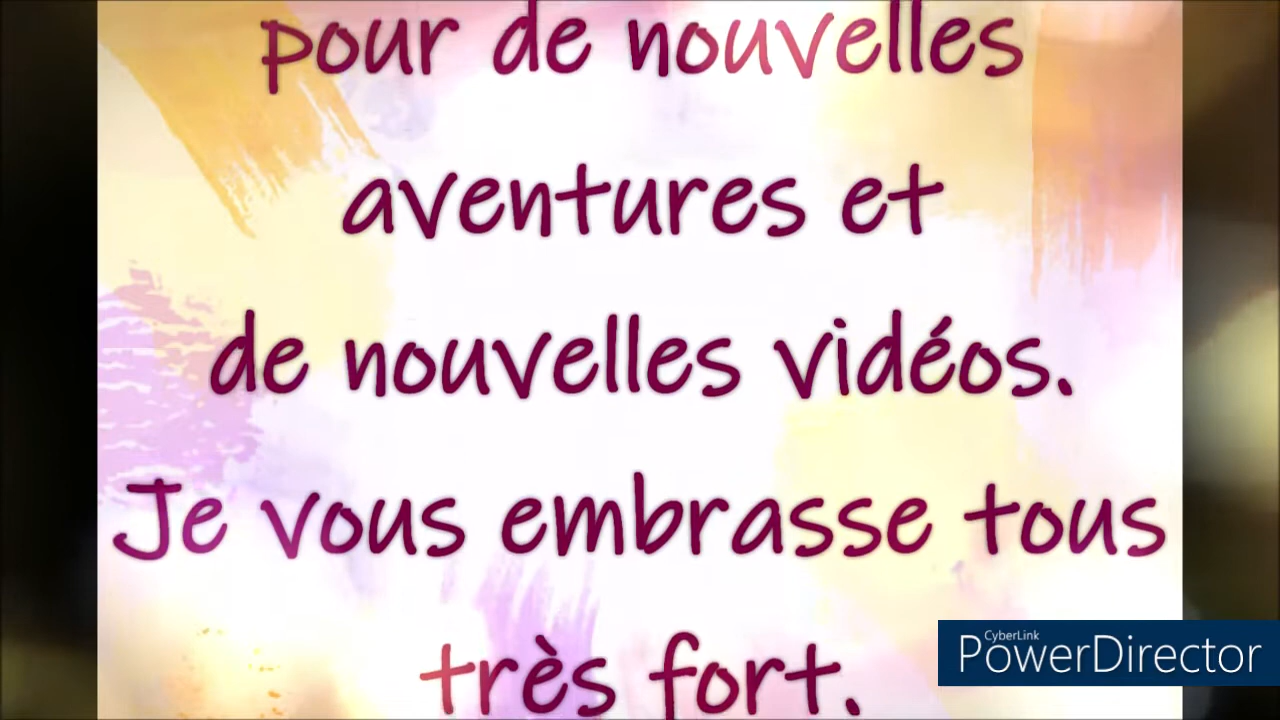 pour de nouvelles
aventures et
de nouvelles vidéos.
Je vous embrasse tous
très fort.
CyberLink
PowerDirector